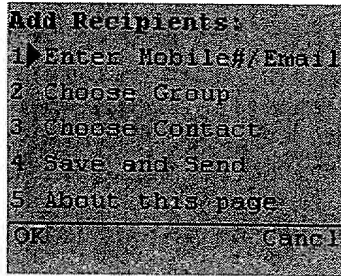 Add Recipients:
1 Enter Mobile#/Email
2 Choose Group
3 Choose Contact
4 Save and Send
5 About this page
OK Cancl